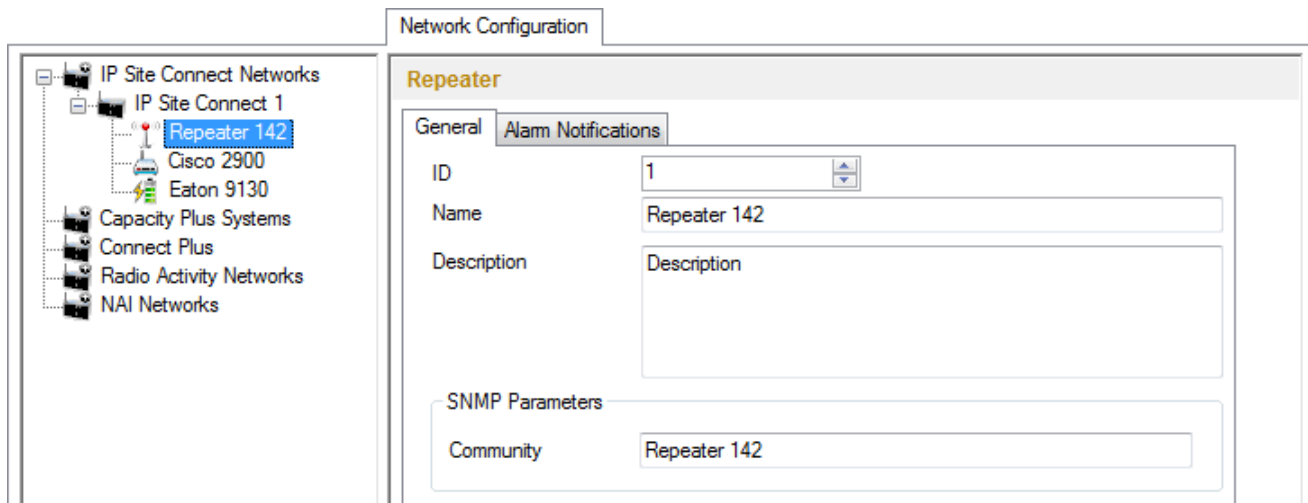 Network Configuration
IP Site Connect Networks
IP Site Connect 1
Repeater 142
Cisco 2900
Eaton 9130
Capacity Plus Systems
Connect Plus
Radio Activity Networks
NAI Networks
Repeater
General Alarm Notifications
ID 1
Name Repeater 142
Description Description
SNMP Parameters
Community Repeater 142